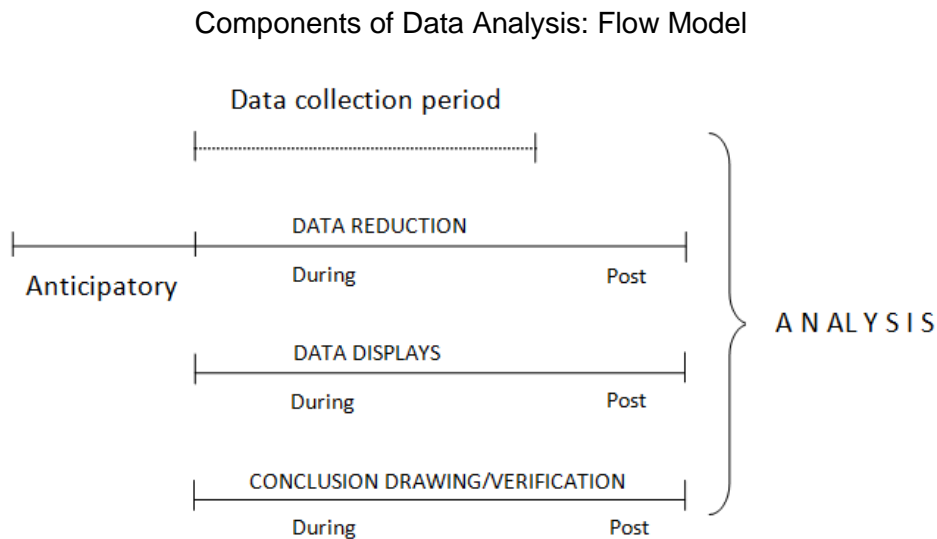 Components of Data Analysis: Flow Model
Data collection period
DATA REDUCTION
During Post
Anticipatory
A N A L Y S I S
DATA DISPLAYS
During Post
CONCLUSION DRAWING/VERIFICATION
During Post